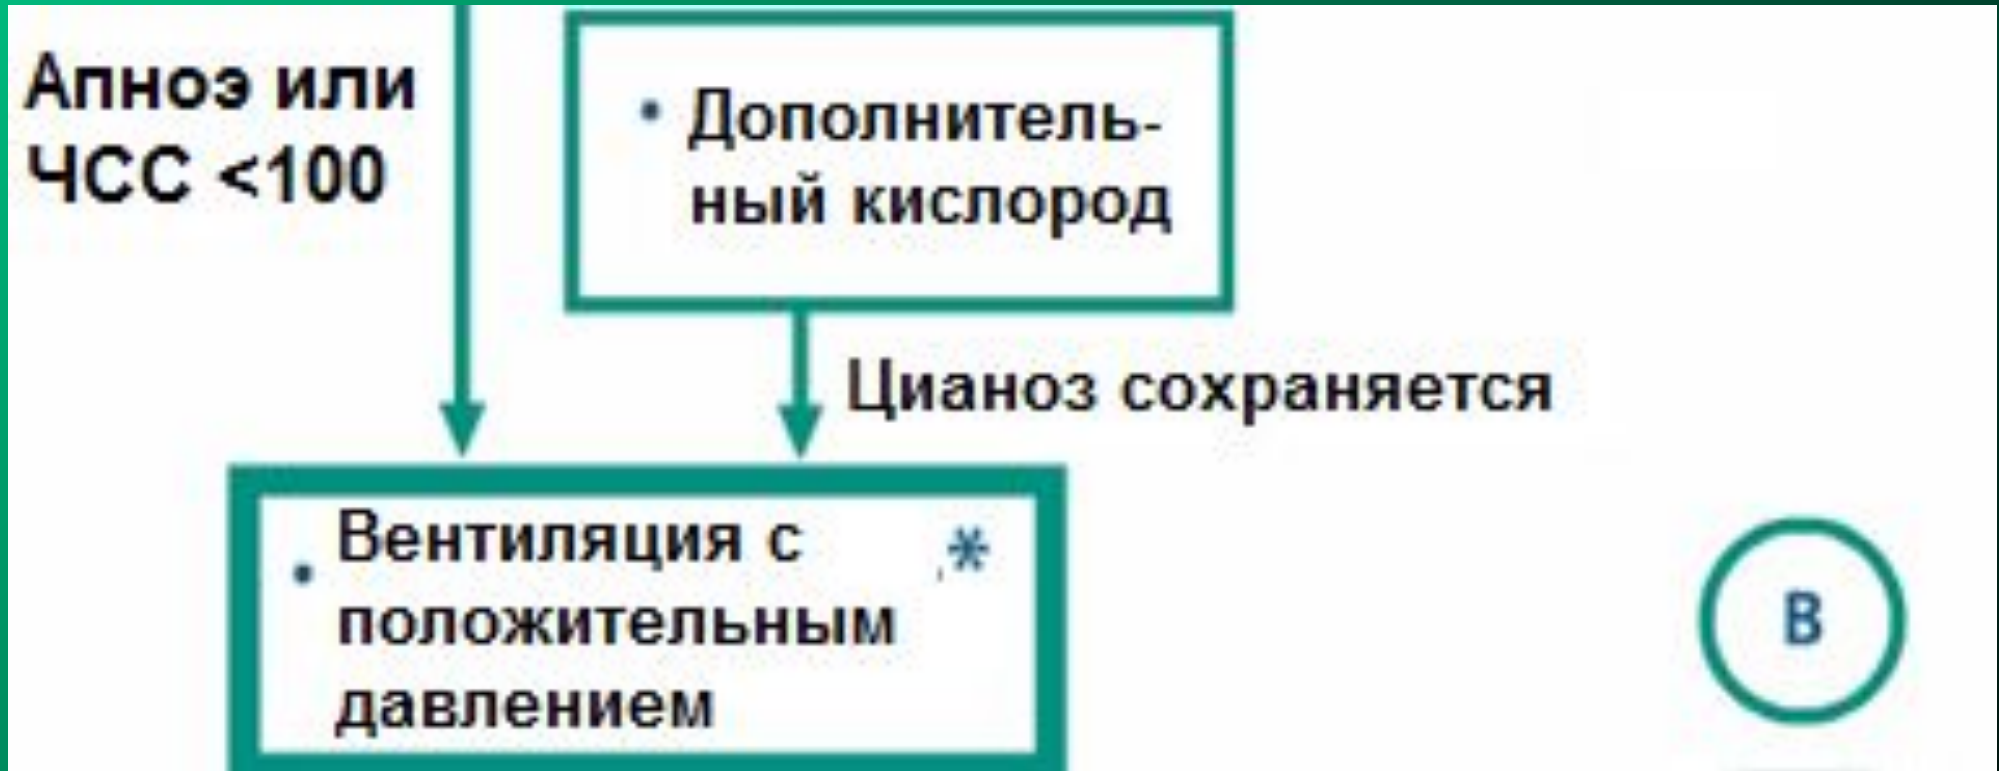 Апноэ или
ЧСС <100
• Дополнитель-
ный кислород
Цианоз сохраняется
• Вентиляция с *
положительным
давлением
В